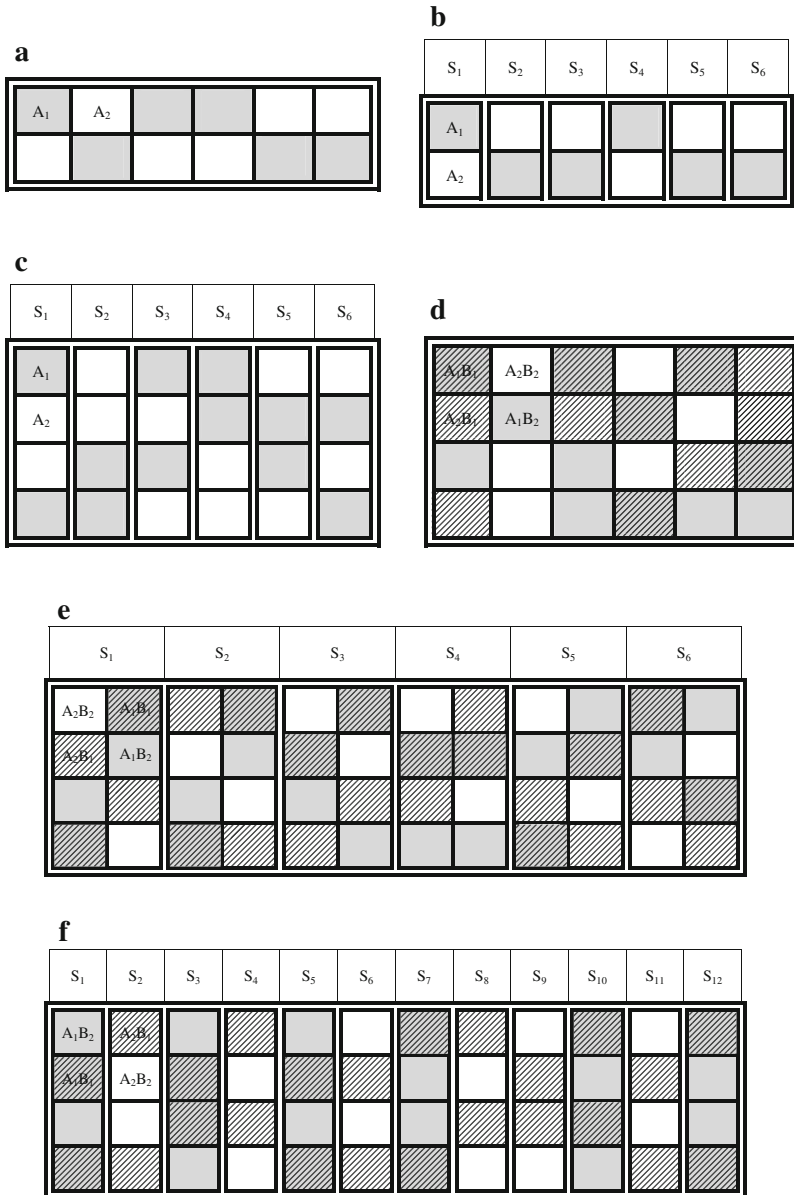 a
A₁ A₂
b
S₁ S₂ S₃ S₄ S₅ S₆
A₁
A₂
c
S₁ S₂ S₃ S₄ S₅ S₆
A₁
A₂
d
A₁B₁ A₂B₂
A₂B₁ A₁B₂
e
S₁ S₂ S₃ S₄ S₅ S₆
A₂B₂ A₁B₁
A₂B₁ A₁B₂
f
S₁ S₂ S₃ S₄ S₅ S₆ S₇ S₈ S₉ S₁₀ S₁₁ S₁₂
A₁B₂ A₂B₁
A₁B₁ A₂B₂